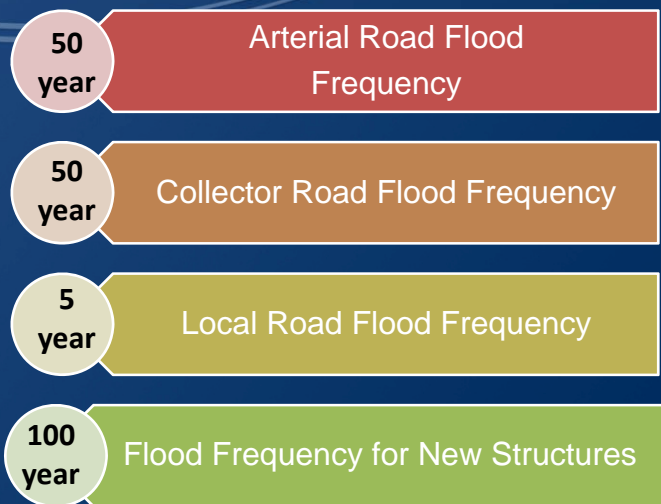 50
year
Arterial Road Flood
Frequency
50
year
Collector Road Flood Frequency
5
year
Local Road Flood Frequency
100
year
Flood Frequency for New Structures